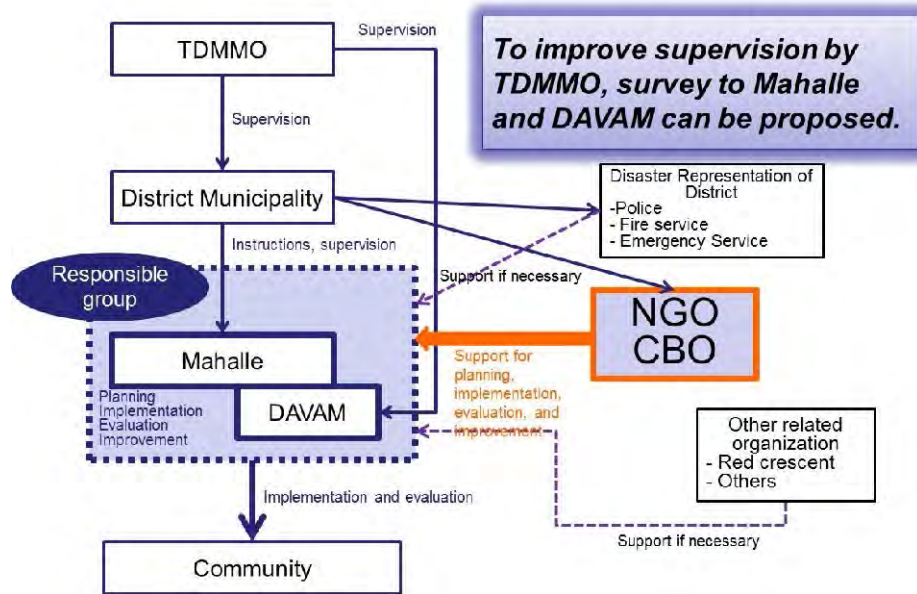 TDMMO
Supervision
To improve supervision by
TDMMO, survey to Mahalle
and DAVAM can be proposed.
Supervision
District Municipality
Disaster Representation of
District
-Police
- Fire service
- Emergency Service
Instructions, supervision
Responsible
group
Support if necessary
NGO
CBO
Mahalle
Support for
planning,
implementation,
evaluation, and
improvement
DAVAM
Planning
Implementation
Evaluation
Improvement
Other related
organization
- Red crescent
- Others
Implementation and evaluation
Support if necessary
Community